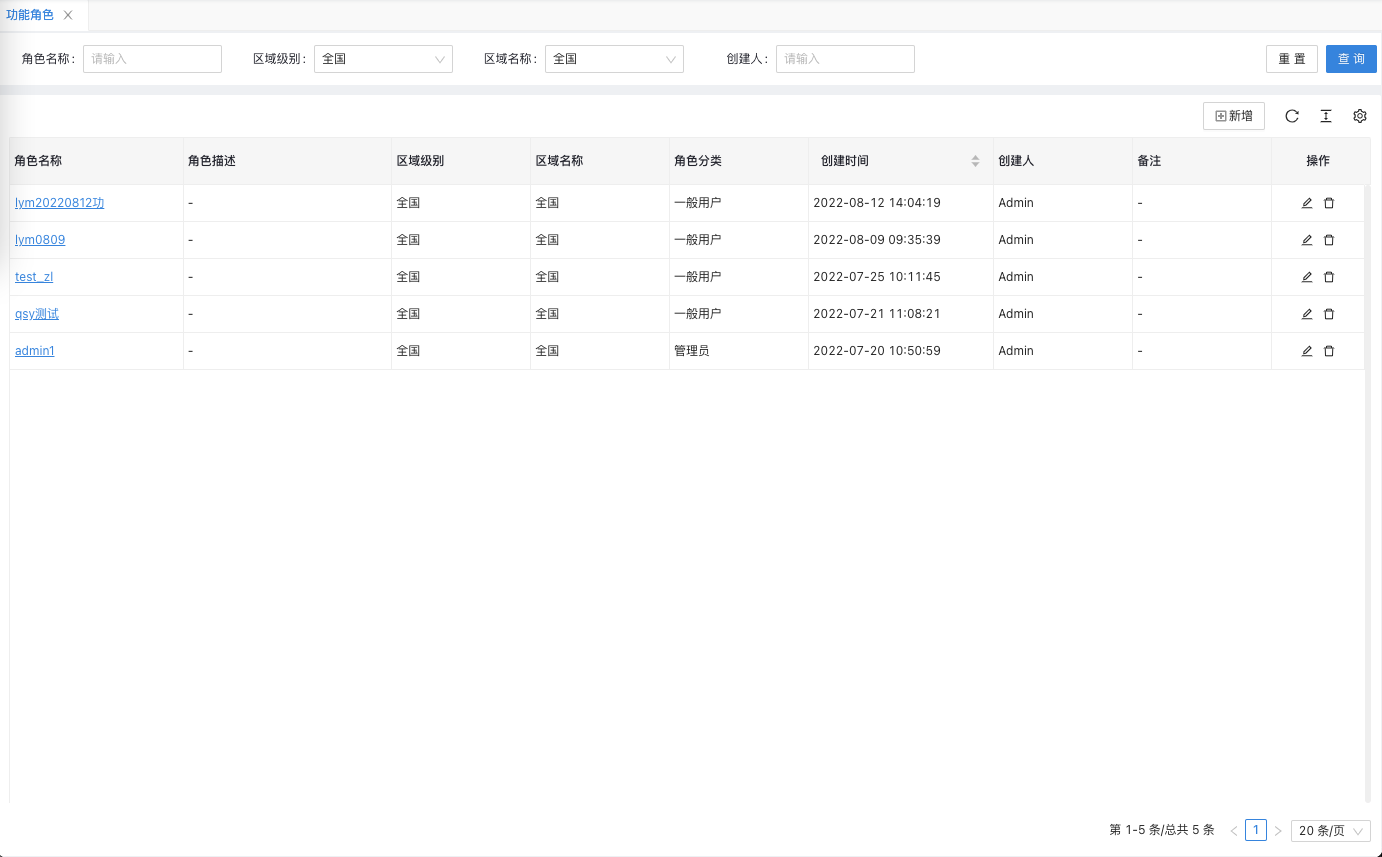 功能角色
角色名称： 请输入 区域级别： 全国 区域名称： 全国 创建人： 请输入 重 置 查 询
新增
角色名称 角色描述 区域级别 区域名称 角色分类 创建时间 创建人 备注 操作
lym20220812功 - 全国 全国 一般用户 2022-08-12 14:04:19 Admin -
lym0809 - 全国 全国 一般用户 2022-08-09 09:35:39 Admin -
test_zl - 全国 全国 一般用户 2022-07-25 10:11:45 Admin -
qsy测试 - 全国 全国 一般用户 2022-07-21 11:08:21 Admin -
admin1 - 全国 全国 管理员 2022-07-20 10:50:59 Admin -
第 1-5 条/总共 5 条 1 20 条/页